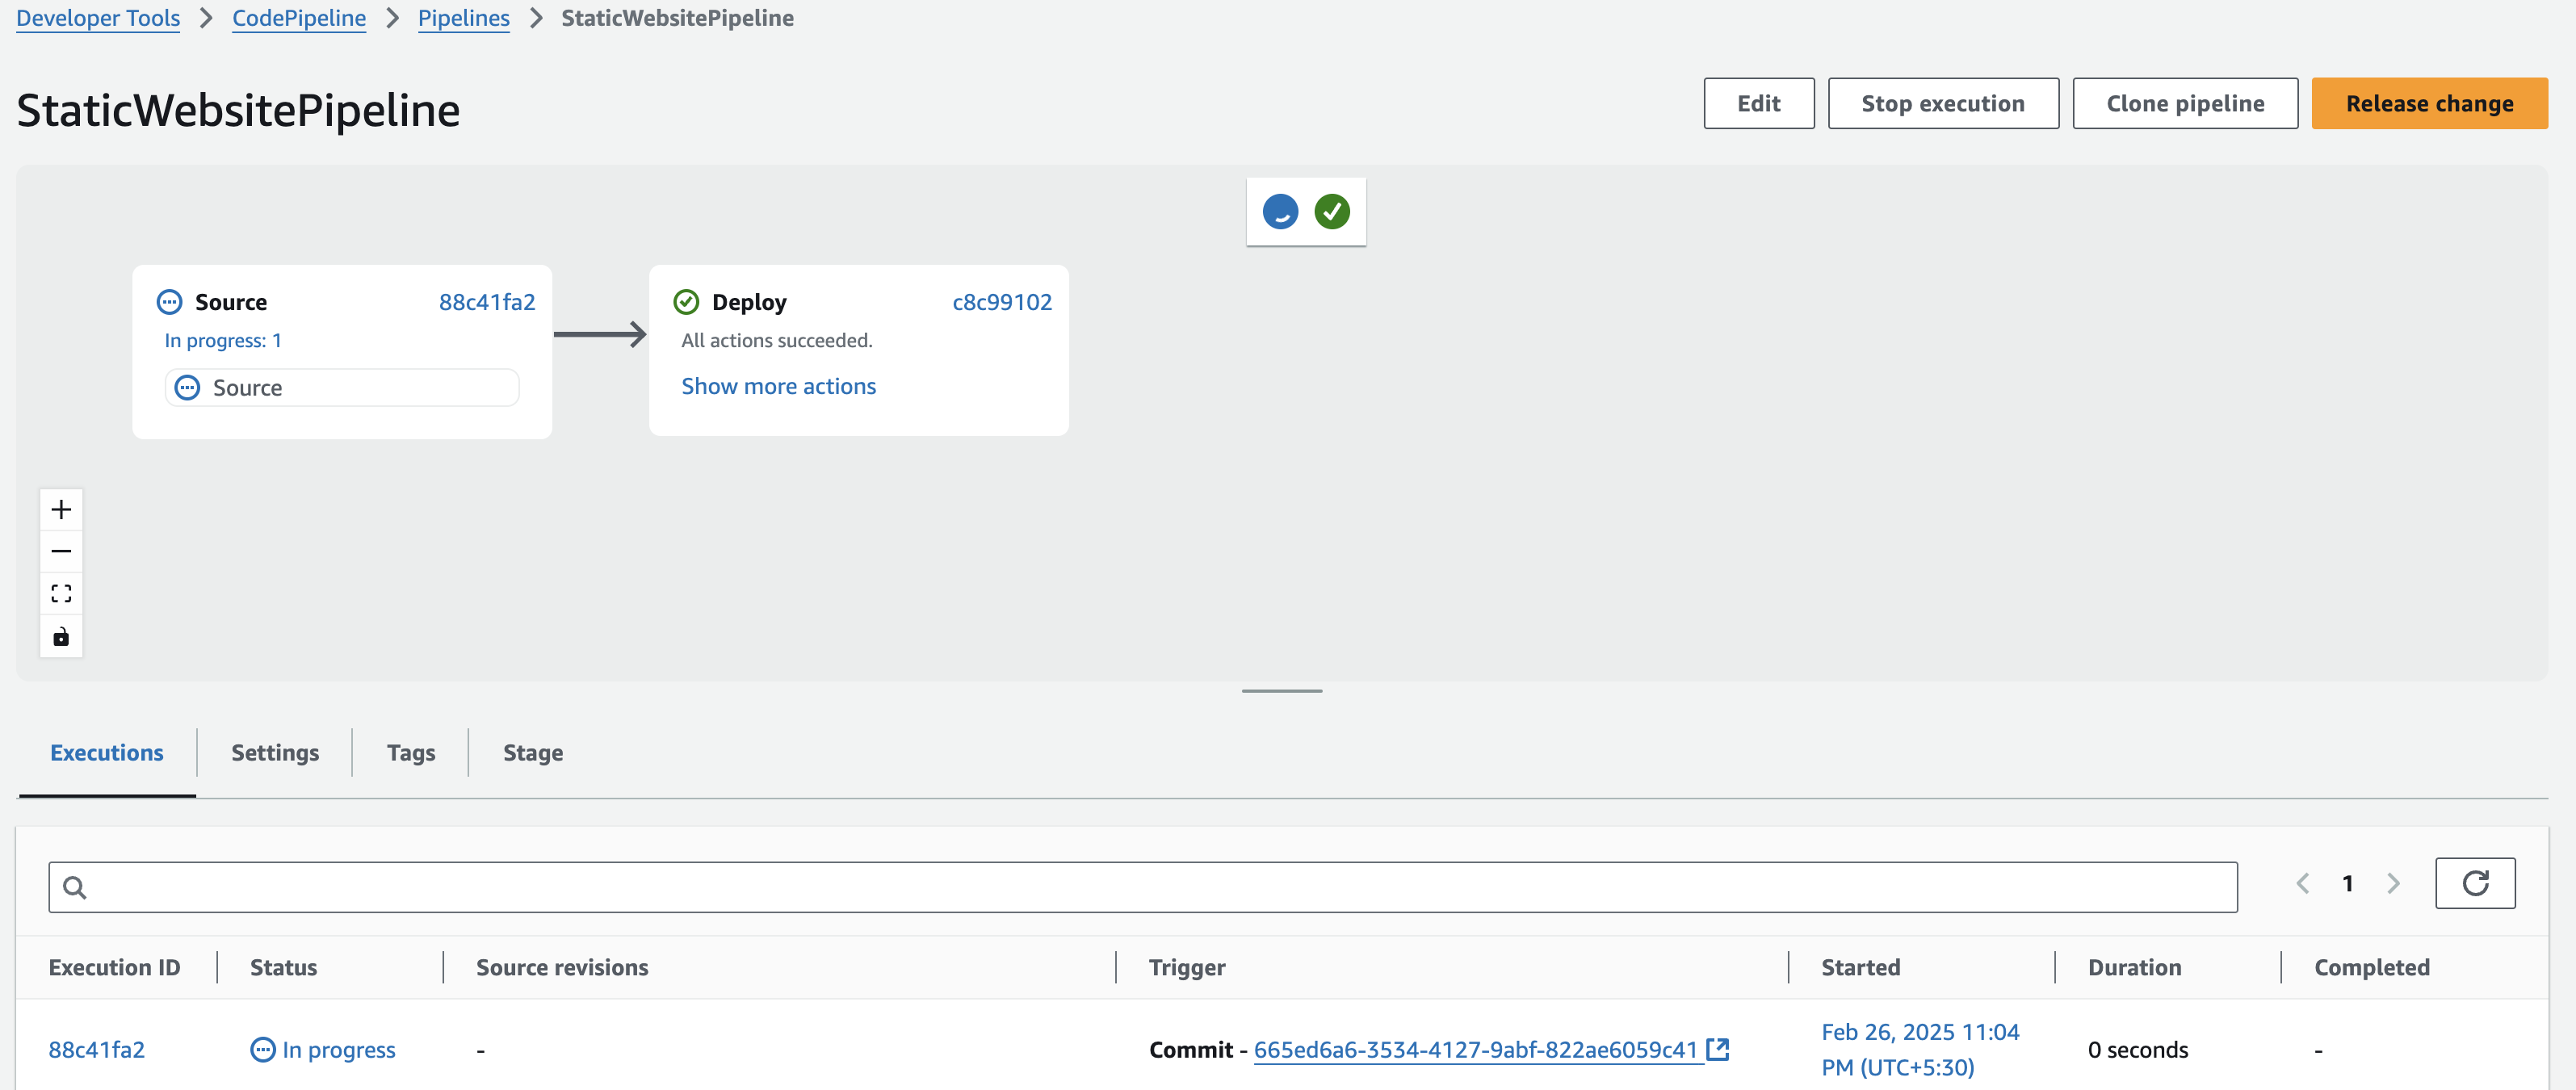 Developer Tools > CodePipeline > Pipelines > StaticWebsitePipeline
StaticWebsitePipeline
Edit
Stop execution
Clone pipeline
Release change
Source 88c41fa2
In progress: 1
Source
Deploy c8c99102
All actions succeeded.
Show more actions
Executions
Settings
Tags
Stage
1
Execution ID Status Source revisions Trigger Started Duration Completed
88c41fa2 In progress - Commit - 665ed6a6-3534-4127-9abf-822ae6059c41 Feb 26, 2025 11:04
PM (UTC+5:30) 0 seconds -